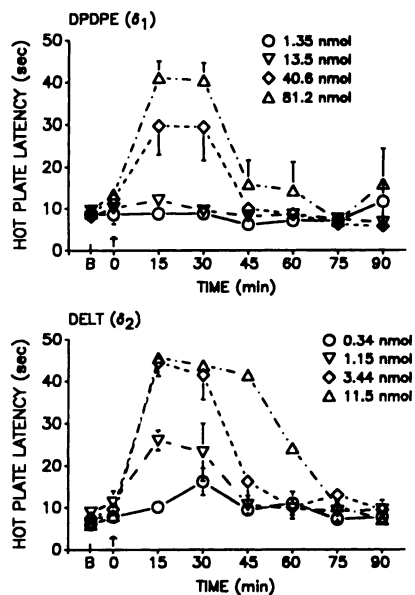 DPDPE (δ₁)
HOT PLATE LATENCY (sec)
50
40
30
20
10
0
○ 1.35 nmol
▽ 13.5 nmol
◇ 40.6 nmol
△ 81.2 nmol
B 0 15 30 45 60 75 90
↑
TIME (min)
DELT (δ₂)
HOT PLATE LATENCY (sec)
50
40
30
20
10
0
○ 0.34 nmol
▽ 1.15 nmol
◇ 3.44 nmol
△ 11.5 nmol
B 0 15 30 45 60 75 90
↑
TIME (min)